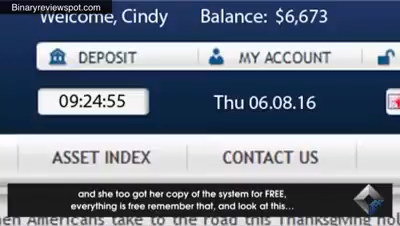 Binaryreviewspot.com
Welcome, Cindy Balance: $6,673
DEPOSIT MY ACCOUNT
09:24:55 Thu 06.08.16
ASSET INDEX CONTACT US
and she too got her copy of the system for FREE,
everything is free remember that, and look at this...
Americans take to the road this Thanksgiving